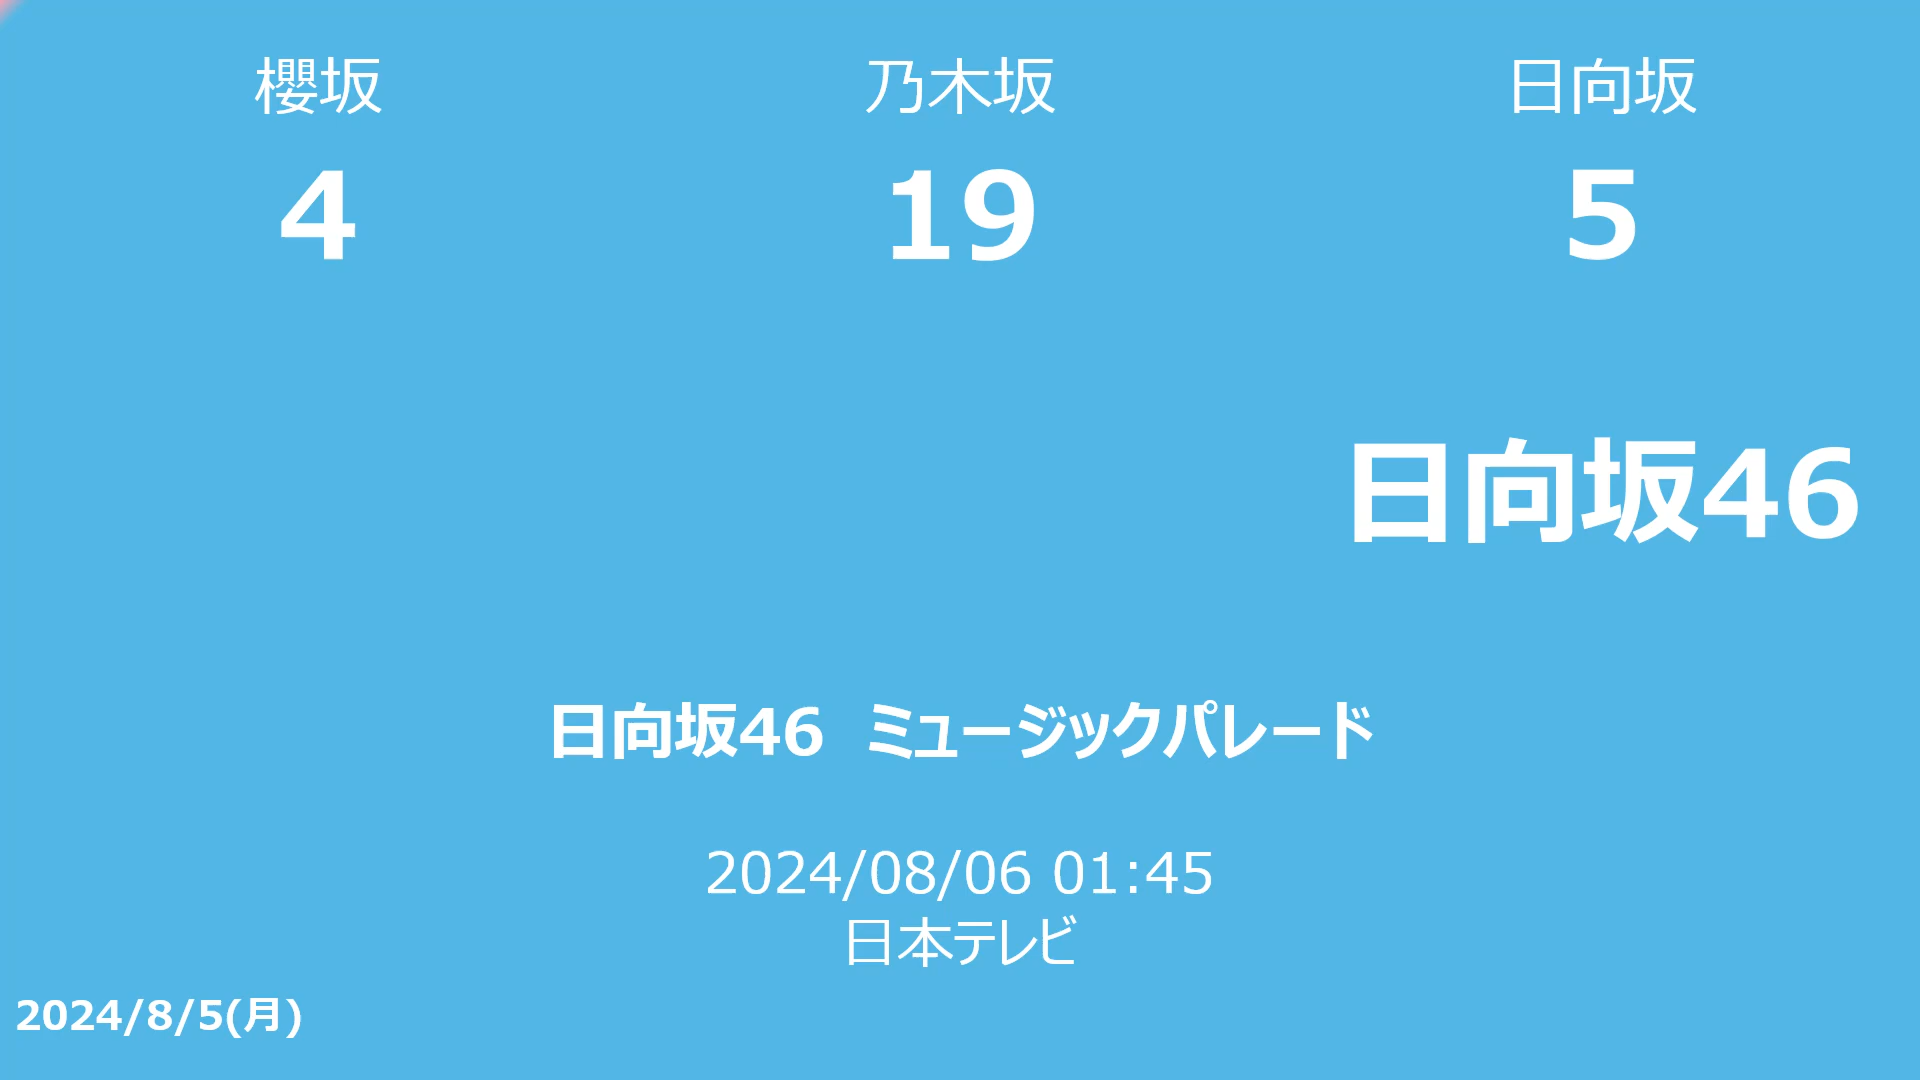 櫻坂 乃木坂 日向坂
4 19 5
日向坂46
日向坂46 ミュージックパレード
2024/08/06 01:45
日本テレビ
2024/8/5(月)